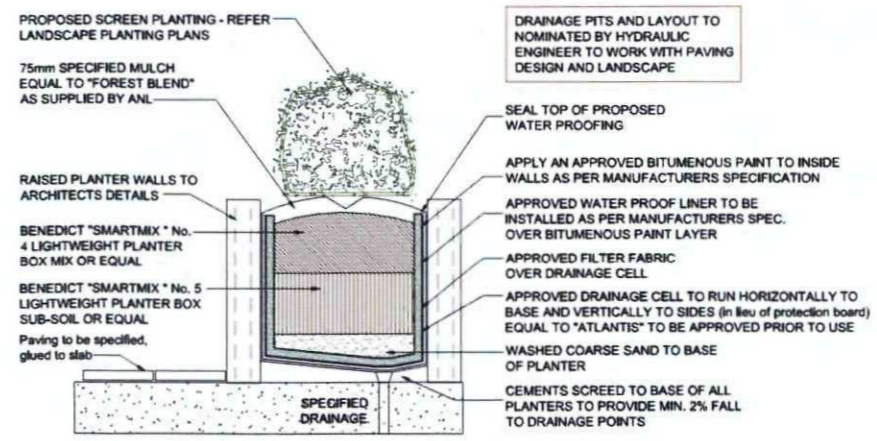 PROPOSED SCREEN PLANTING - REFER
LANDSCAPE PLANTING PLANS
75mm SPECIFIED MULCH
EQUAL TO "FOREST BLEND"
AS SUPPLIED BY ANL
RAISED PLANTER WALLS TO
ARCHITECTS DETAILS
BENEDICT "SMARTMIX" No.
4 LIGHTWEIGHT PLANTER
BOX MIX OR EQUAL
BENEDICT "SMARTMIX" No. 5
LIGHTWEIGHT PLANTER BOX
SUB-SOIL OR EQUAL
Paving to be specified,
glued to slab
SPECIFIED
DRAINAGE
DRAINAGE PITS AND LAYOUT TO
NOMINATED BY HYDRAULIC
ENGINEER TO WORK WITH PAVING
DESIGN AND LANDSCAPE
SEAL TOP OF PROPOSED
WATER PROOFING
APPLY AN APPROVED BITUMENOUS PAINT TO INSIDE
WALLS AS PER MANUFACTURERS SPECIFICATION
APPROVED WATER PROOF LINER TO BE
INSTALLED AS PER MANUFACTURERS SPEC.
OVER BITUMENOUS PAINT LAYER
APPROVED FILTER FABRIC
OVER DRAINAGE CELL
APPROVED DRAINAGE CELL TO RUN HORIZONTALLY TO
BASE AND VERTICALLY TO SIDES (in lieu of protection board)
EQUAL TO "ATLANTIS" TO BE APPROVED PRIOR TO USE
WASHED COARSE SAND TO BASE
OF PLANTER
CEMENTS SCREED TO BASE OF ALL
PLANTERS TO PROVIDE MIN. 2% FALL
TO DRAINAGE POINTS